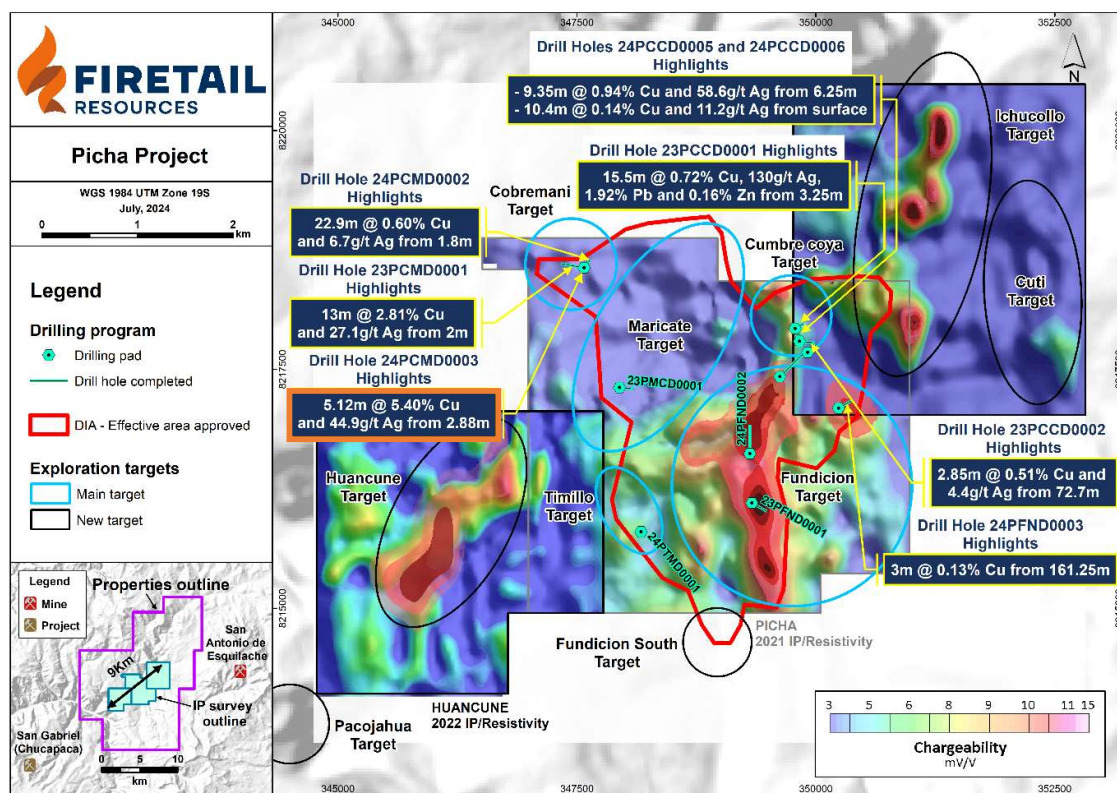 FIRETAIL
RESOURCES
Picha Project
WGS 1984 UTM Zone 19S
July, 2024
0 1 2
km
Legend
Drilling program
Drilling pad
Drill hole completed
DIA - Effective area approved
Exploration targets
Main target
New target
Legend
Mine
Project
Properties outline
San
Antonio de
Esquilache
9Km
IP survey
outline
San Gabriel
(Chucapaca)
0 5 10
km
345000
347500
350000
352500
8220000
8217500
8215000
N
Drill Holes 24PCCD0005 and 24PCCD0006
Highlights
- 9.35m @ 0.94% Cu and 58.6g/t Ag from 6.25m
- 10.4m @ 0.14% Cu and 11.2g/t Ag from surface
Ichucollo
Target
Drill Hole 23PCCD0001 Highlights
15.5m @ 0.72% Cu, 130g/t Ag,
1.92% Pb and 0.16% Zn from 3.25m
Drill Hole 24PCMD0002
Highlights
22.9m @ 0.60% Cu
and 6.7g/t Ag from 1.8m
Cobremani
Target
Cumbre coya
Target
Cuti
Target
Drill Hole 23PCMD0001
Highlights
13m @ 2.81% Cu
and 27.1g/t Ag from 2m
Maricate
Target
Drill Hole 24PCMD0003
Highlights
5.12m @ 5.40% Cu
and 44.9g/t Ag from 2.88m
23PMCD0001
24PFND0002
Drill Hole 23PCCD0002
Highlights
2.85m @ 0.51% Cu and
4.4g/t Ag from 72.7m
Huancune
Target
Timillo
Target
Fundicion
Target
23PFND0001
24PTMD0001
Drill Hole 24PFND0003
Highlights
3m @ 0.13% Cu from 161.25m
Fundicion South
Target
PICHA
2021 IP/Resistivity
HUANCUNE
2022 IP/Resistivity
Pacojahua
Target
3 5 6 8 9 10 11 15
Chargeability
mV/V
345000
347500
350000
352500